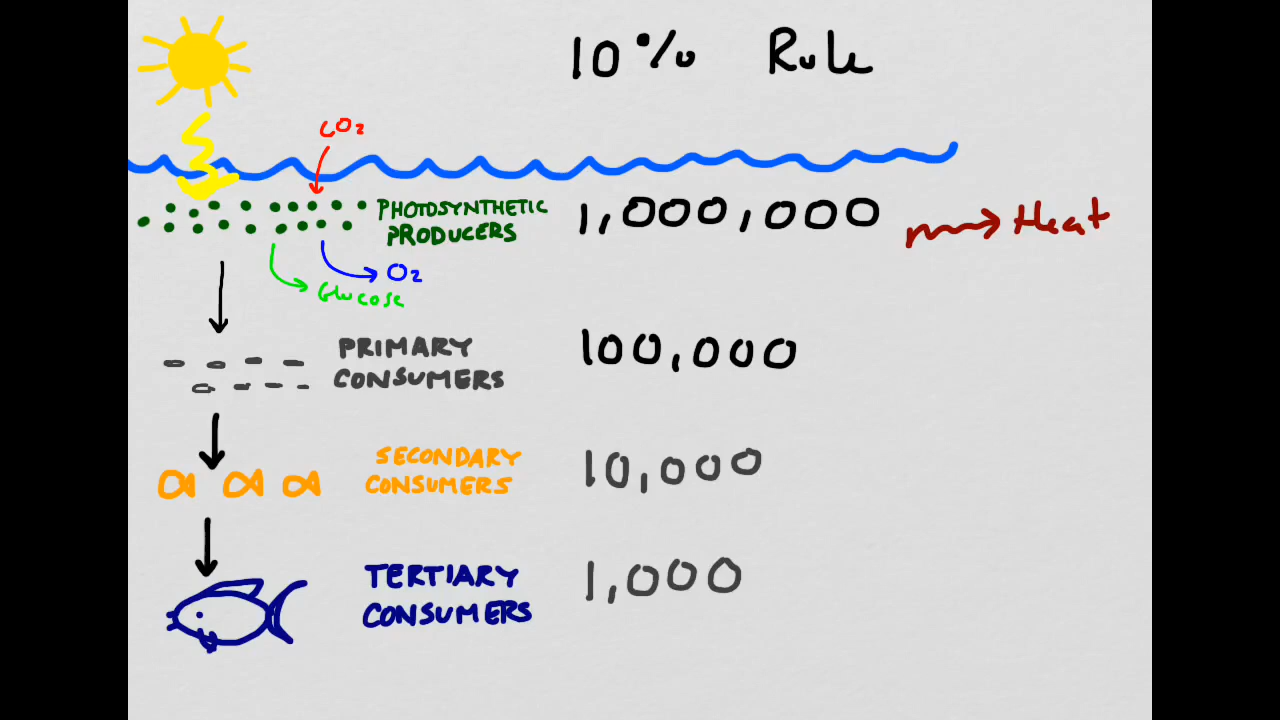 10% Rule
CO2
PHOTOSYNTHETIC
PRODUCERS
1,000,000
Heat
O2
Glucose
PRIMARY
CONSUMERS
100,000
SECONDARY
CONSUMERS
10,000
TERTIARY
CONSUMERS
1,000